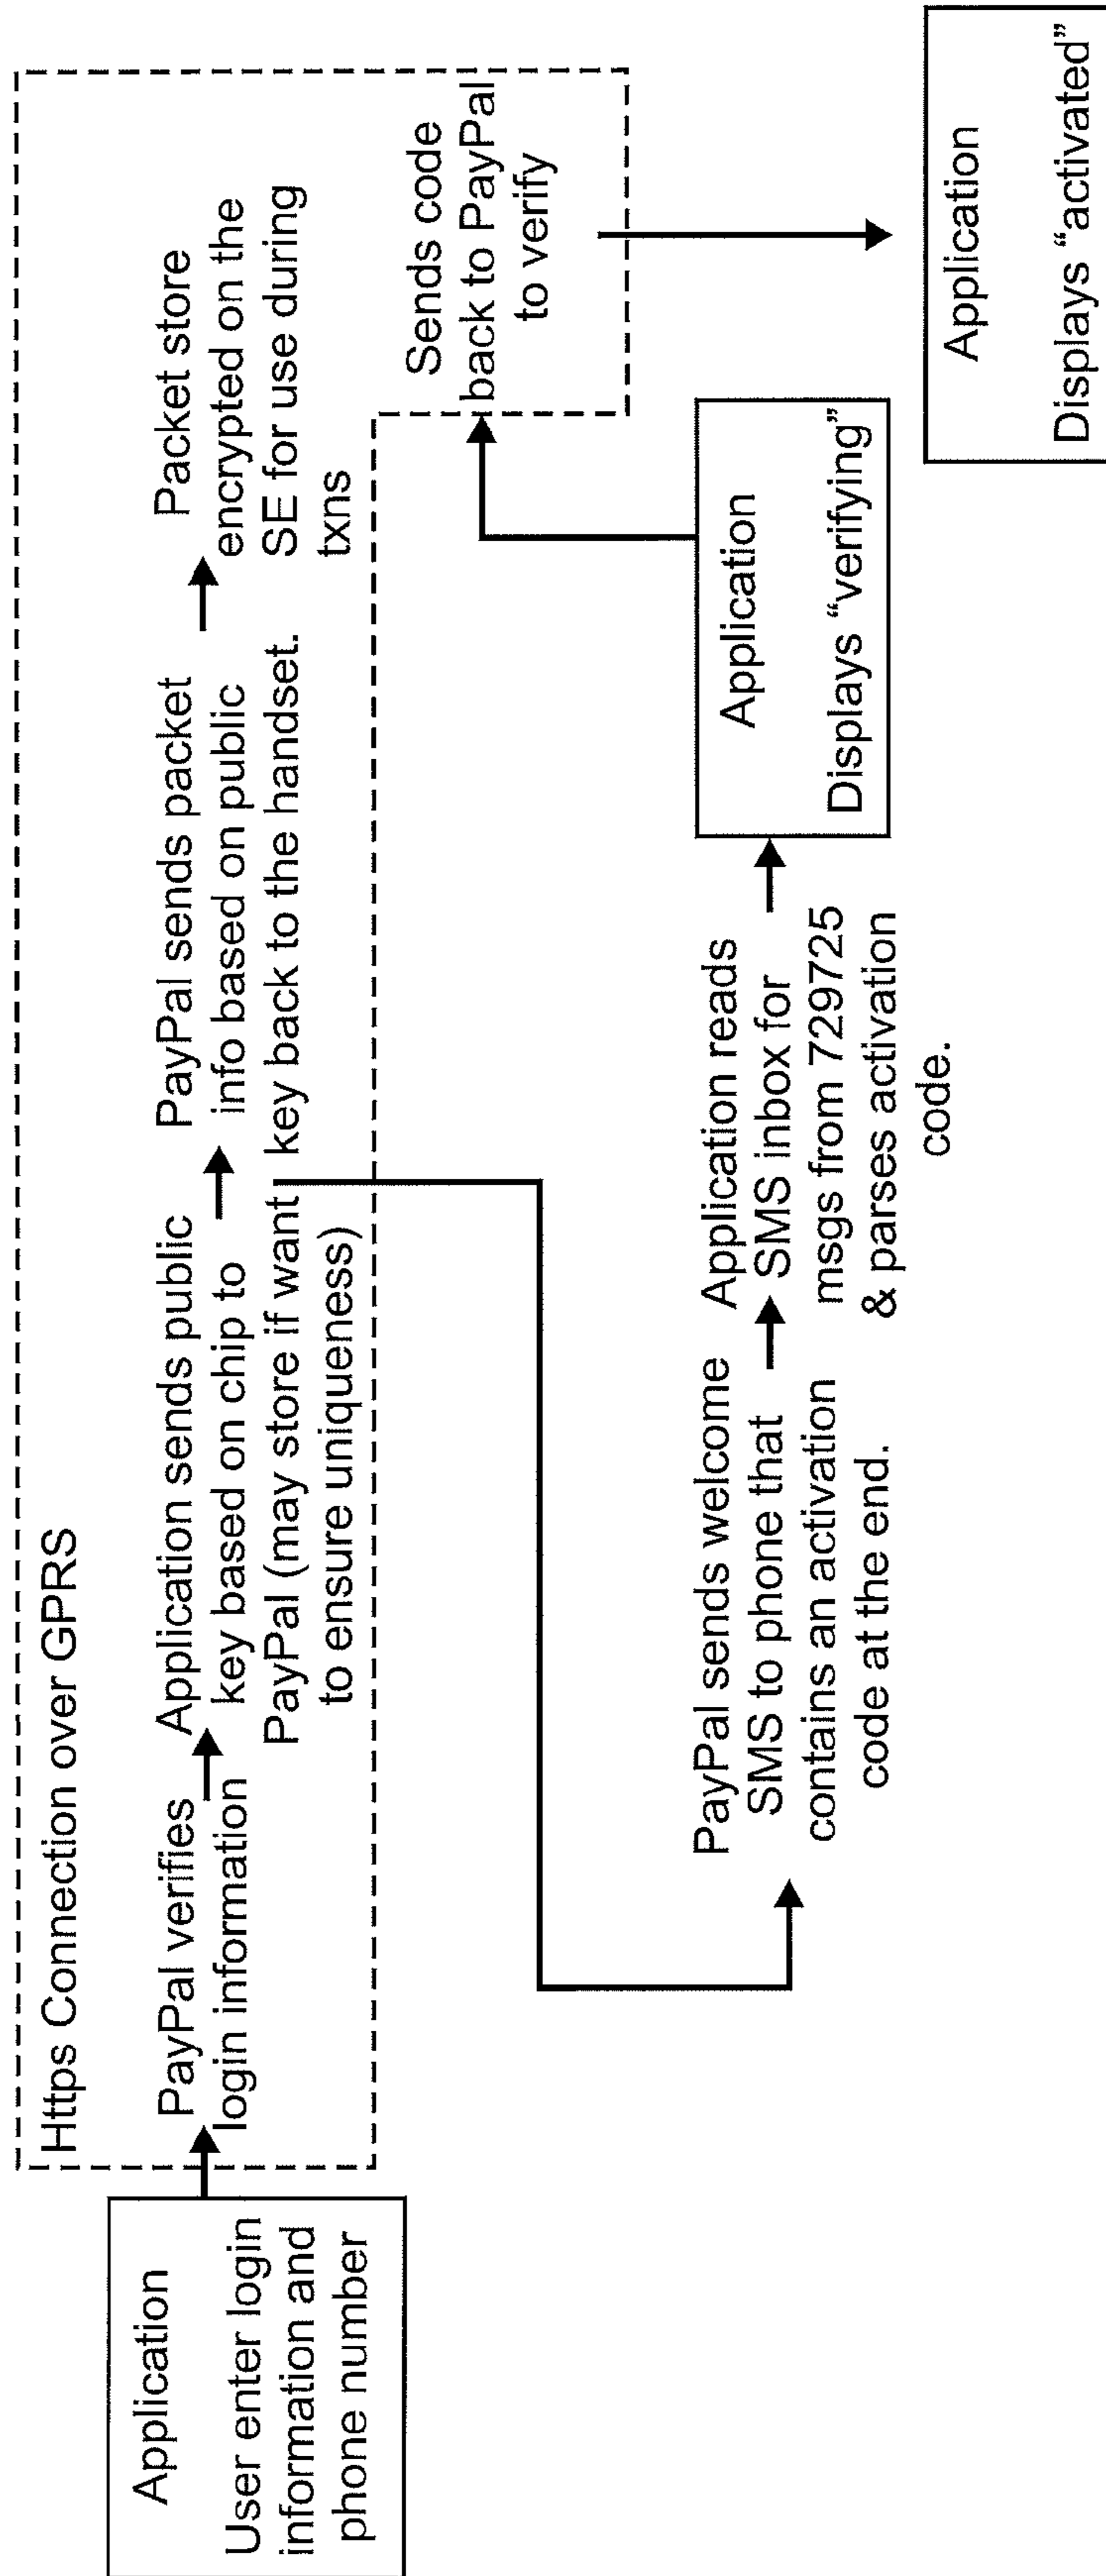 Https Connection over GPRS
Application
User enter login
information and
phone number
PayPal verifies
login information
Application sends public
key based on chip to
PayPal (may store if want
to ensure uniqueness)
PayPal sends packet
info based on public
key back to the handset.
Packet store
encrypted on the
SE for use during
txns
PayPal sends welcome
SMS to phone that
contains an activation
code at the end.
Application reads
SMS inbox for
msgs from 729725
& parses activation
code.
Application
Displays “verifying”
Sends code
back to PayPal
to verify
Application
Displays “activated”